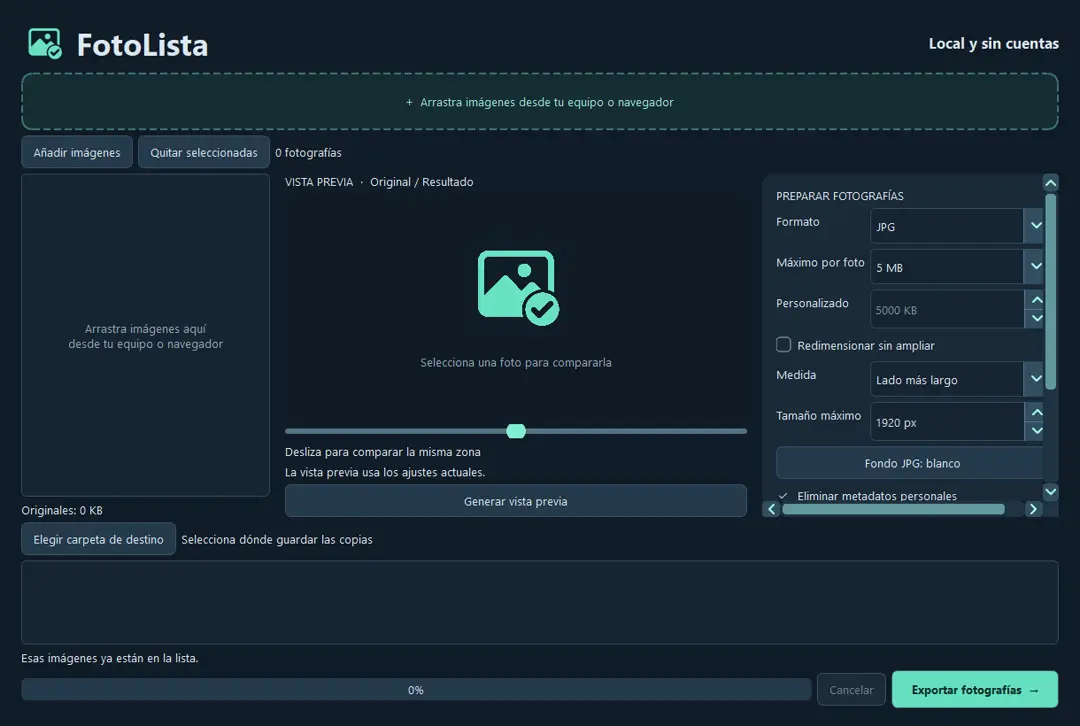 FotoLista
Local y sin cuentas
+ Arrastra imágenes desde tu equipo o navegador
Añadir imágenes
Quitar seleccionadas
0 fotografías
Arrastra imágenes aquí
desde tu equipo o navegador
Originales: 0 KB
VISTA PREVIA · Original / Resultado
Selecciona una foto para compararla
Desliza para comparar la misma zona
La vista previa usa los ajustes actuales.
Generar vista previa
PREPARAR FOTOGRAFÍAS
Formato
JPG
Máximo por foto
5 MB
Personalizado
5000 KB
Redimensionar sin ampliar
Medida
Lado más largo
Tamaño máximo
1920 px
Fondo JPG: blanco
Eliminar metadatos personales
Elegir carpeta de destino
Selecciona dónde guardar las copias
Esas imágenes ya están en la lista.
0%
Cancelar
Exportar fotografías →